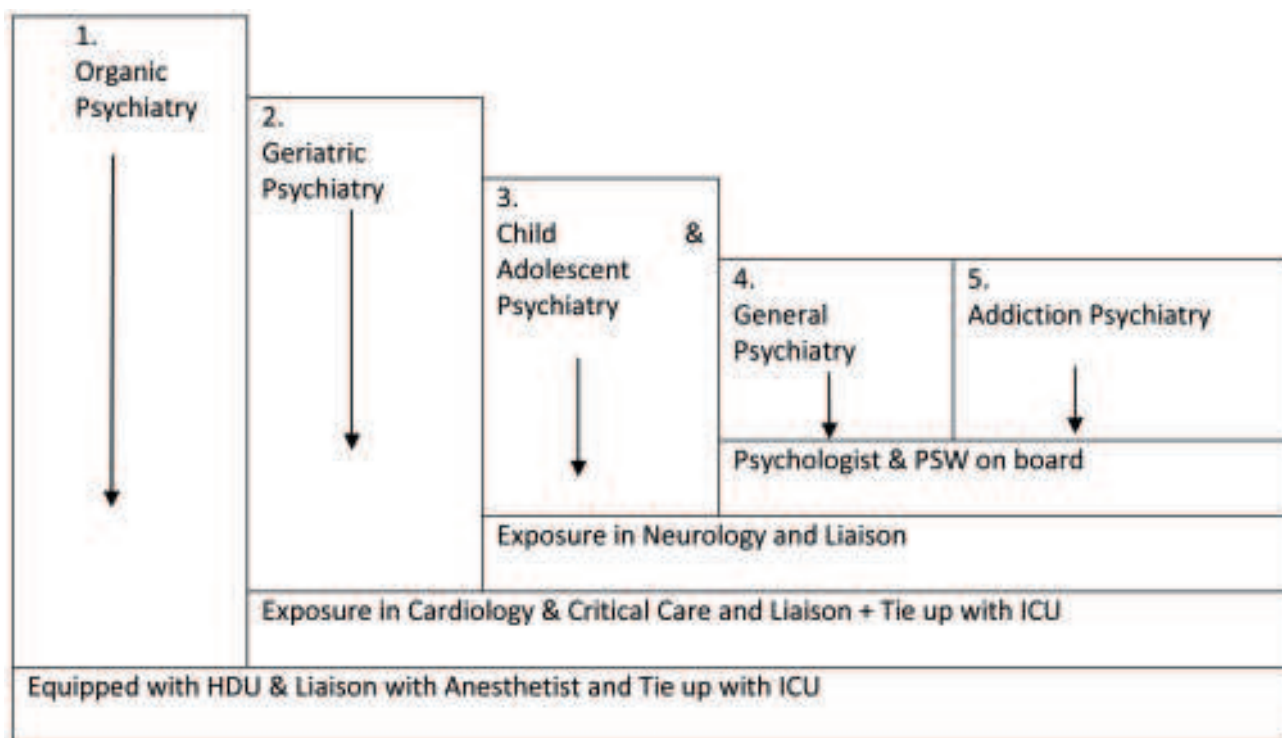 1.
Organic
Psychiatry
2.
Geriatric
Psychiatry
3.
Child &
Adolescent
Psychiatry
4.
General
Psychiatry
5.
Addiction Psychiatry
Psychologist & PSW on board
Exposure in Neurology and Liaison
Exposure in Cardiology & Critical Care and Liaison + Tie up with ICU
Equipped with HDU & Liaison with Anesthetist and Tie up with ICU